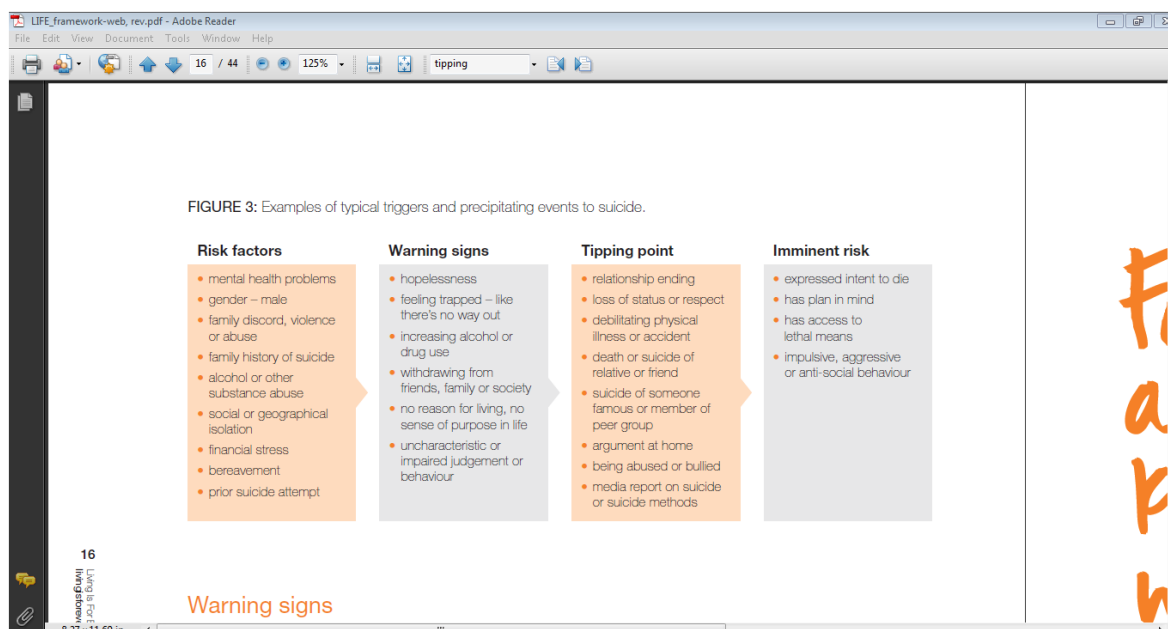 LIFE_framework-web, rev.pdf - Adobe Reader
File Edit View Document Tools Window Help
16 / 44 125% tipping
FIGURE 3: Examples of typical triggers and precipitating events to suicide.
Risk factors
• mental health problems
• gender – male
• family discord, violence
or abuse
• family history of suicide
• alcohol or other
substance abuse
• social or geographical
isolation
• financial stress
• bereavement
• prior suicide attempt
Warning signs
• hopelessness
• feeling trapped – like
there's no way out
• increasing alcohol or
drug use
• withdrawing from
friends, family or society
• no reason for living, no
sense of purpose in life
• uncharacteristic or
impaired judgement or
behaviour
Tipping point
• relationship ending
• loss of status or respect
• debilitating physical
illness or accident
• death or suicide of
relative or friend
• suicide of someone
famous or member of
peer group
• argument at home
• being abused or bullied
• media report on suicide
or suicide methods
Imminent risk
• expressed intent to die
• has plan in mind
• has access to
lethal means
• impulsive, aggressive
or anti-social behaviour
16
Living Is For
Warning signs